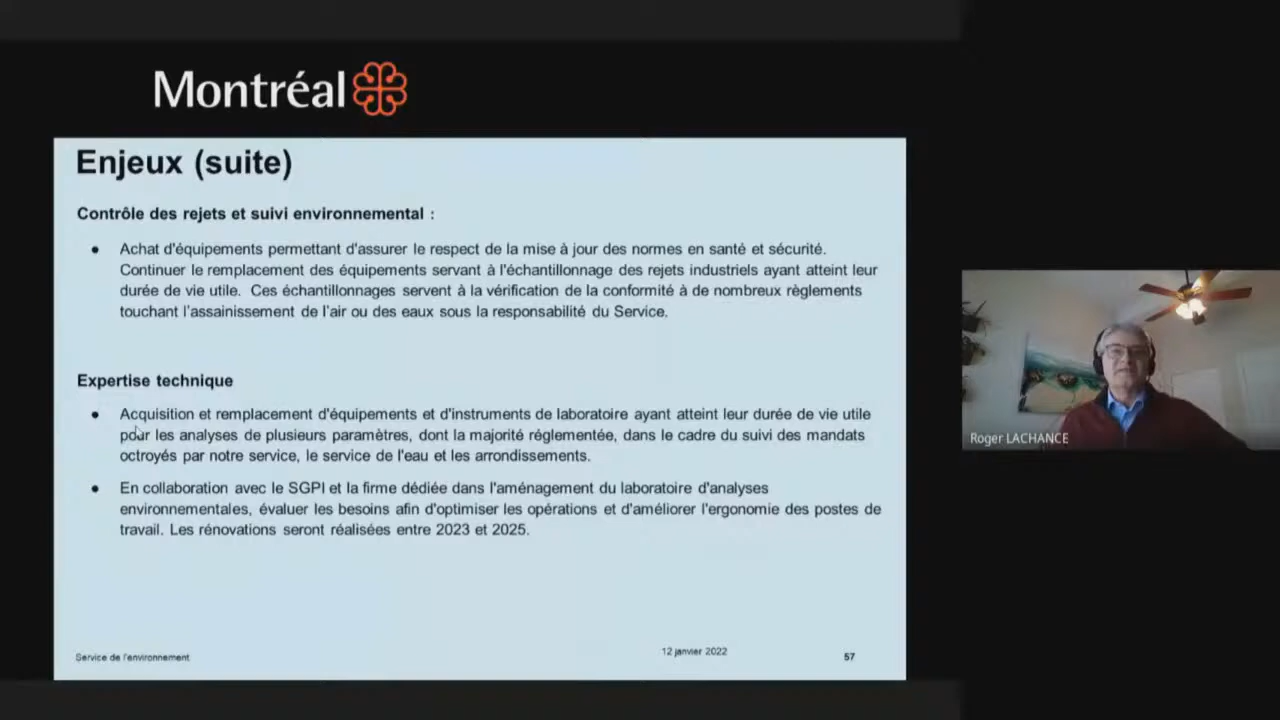 Montréal
Enjeux (suite)
Contrôle des rejets et suivi environnemental :
● Achat d'équipements permettant d'assurer le respect de la mise à jour des normes en santé et sécurité.
Continuer le remplacement des équipements servant à l'échantillonnage des rejets industriels ayant atteint leur
durée de vie utile. Ces échantillonnages servent à la vérification de la conformité à de nombreux règlements
touchant l'assainissement de l'air ou des eaux sous la responsabilité du Service.
Expertise technique
● Acquisition et remplacement d'équipements et d'instruments de laboratoire ayant atteint leur durée de vie utile
pour les analyses de plusieurs paramètres, dont la majorité réglementée, dans le cadre du suivi des mandats
octroyés par notre service, le service de l'eau et les arrondissements.
● En collaboration avec le SGPI et la firme dédiée dans l'aménagement du laboratoire d'analyses
environnementales, évaluer les besoins afin d'optimiser les opérations et d'améliorer l'ergonomie des postes de
travail. Les rénovations seront réalisées entre 2023 et 2025.
Service de l'environnement
12 janvier 2022
57
Roger LACHANCE